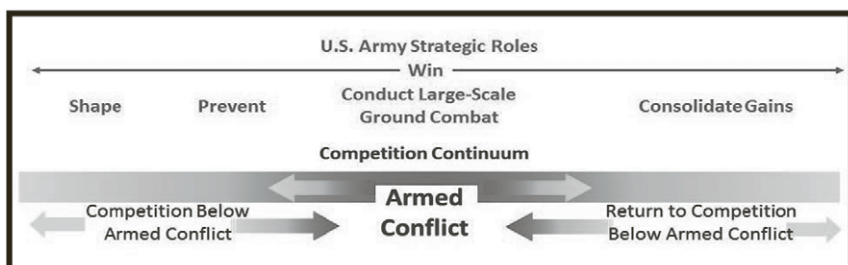 U.S. Army Strategic Roles
Win
Shape
Prevent
Conduct Large-Scale
Ground Combat
Consolidate Gains
Competition Continuum
Competition Below
Armed Conflict
Armed
Conflict
Return to Competition
Below Armed Conflict